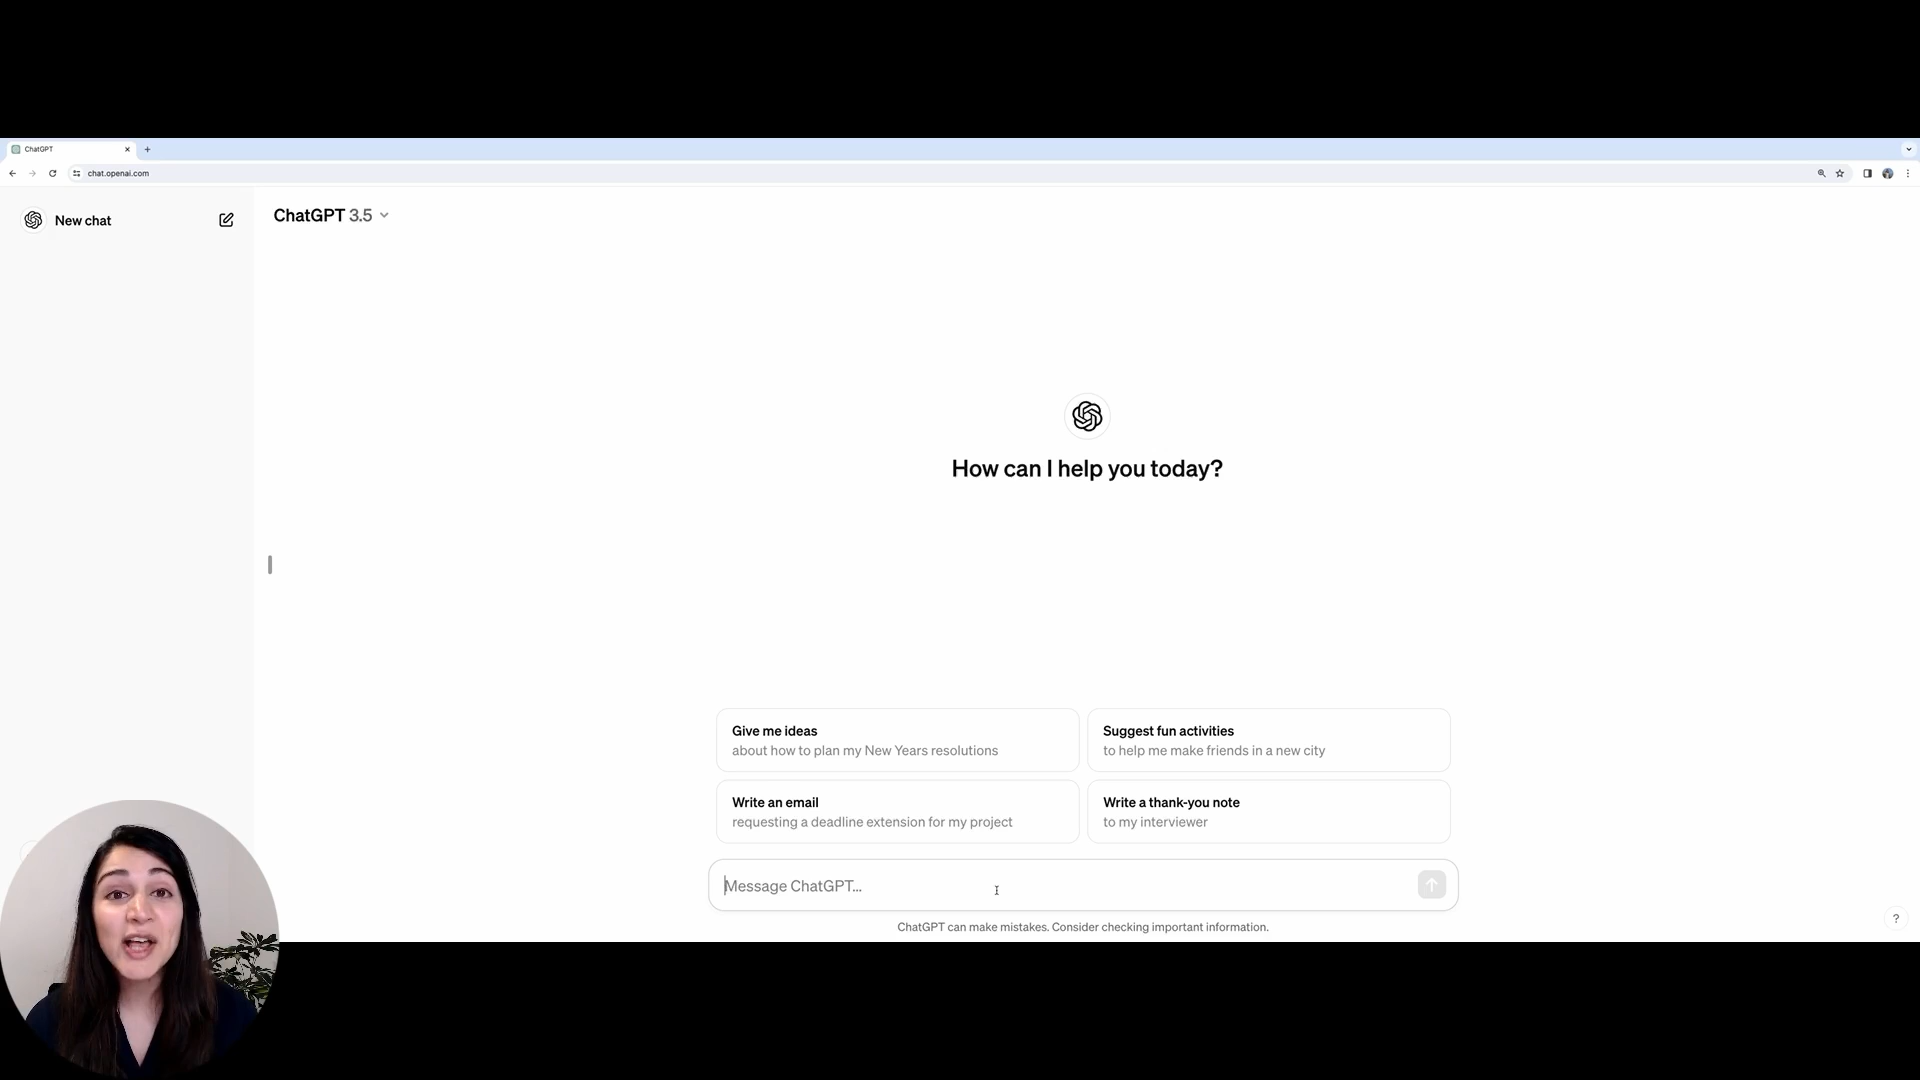 ChatGPT
chat.openai.com
New chat
ChatGPT 3.5
How can I help you today?
Give me ideas
about how to plan my New Years resolutions
Suggest fun activities
to help me make friends in a new city
Write an email
requesting a deadline extension for my project
Write a thank-you note
to my interviewer
Message ChatGPT...
ChatGPT can make mistakes. Consider checking important information.
?